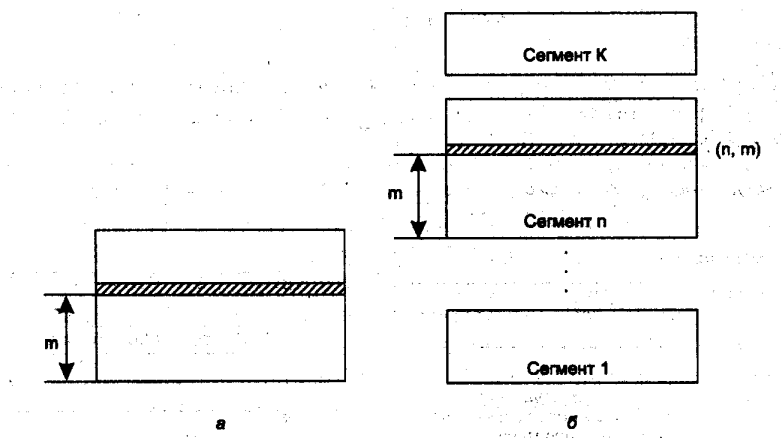 Сегмент K
(n, m)
m
Сегмент n
m
Сегмент 1
а
б